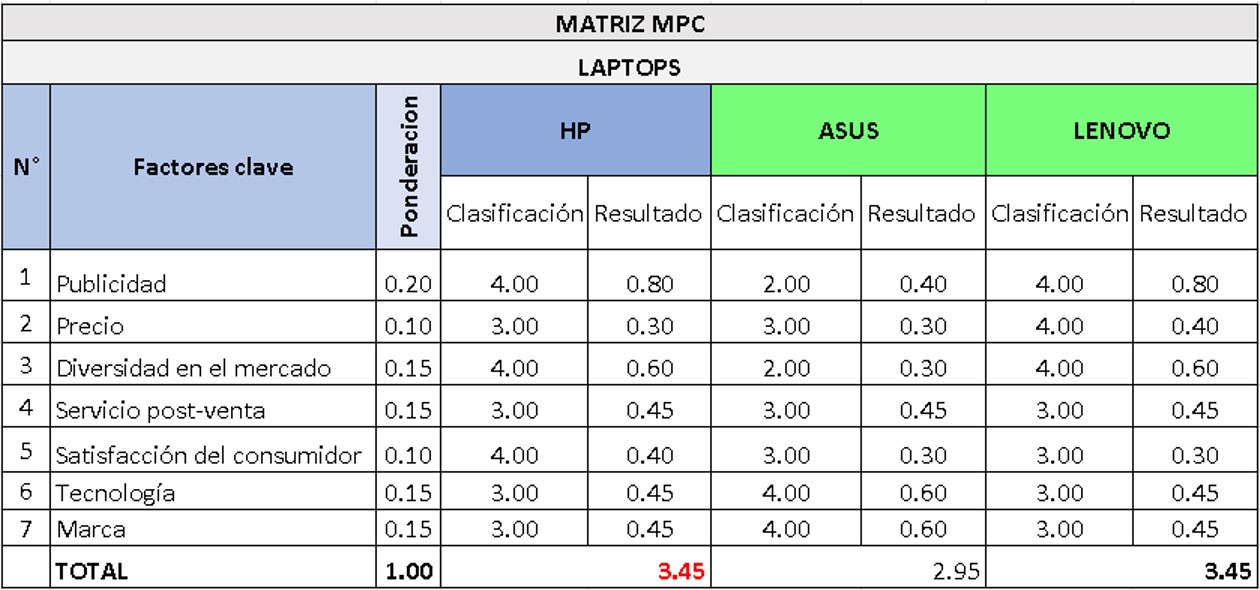 MATRIZ MPC
LAPTOPS
N° Factores clave Ponderacion HP ASUS LENOVO
Clasificación Resultado Clasificación Resultado Clasificación Resultado
1 Publicidad 0.20 4.00 0.80 2.00 0.40 4.00 0.80
2 Precio 0.10 3.00 0.30 3.00 0.30 4.00 0.40
3 Diversidad en el mercado 0.15 4.00 0.60 2.00 0.30 4.00 0.60
4 Servicio post-venta 0.15 3.00 0.45 3.00 0.45 3.00 0.45
5 Satisfacción del consumidor 0.10 4.00 0.40 3.00 0.30 3.00 0.30
6 Tecnología 0.15 3.00 0.45 4.00 0.60 3.00 0.45
7 Marca 0.15 3.00 0.45 4.00 0.60 3.00 0.45
TOTAL 1.00 3.45 2.95 3.45